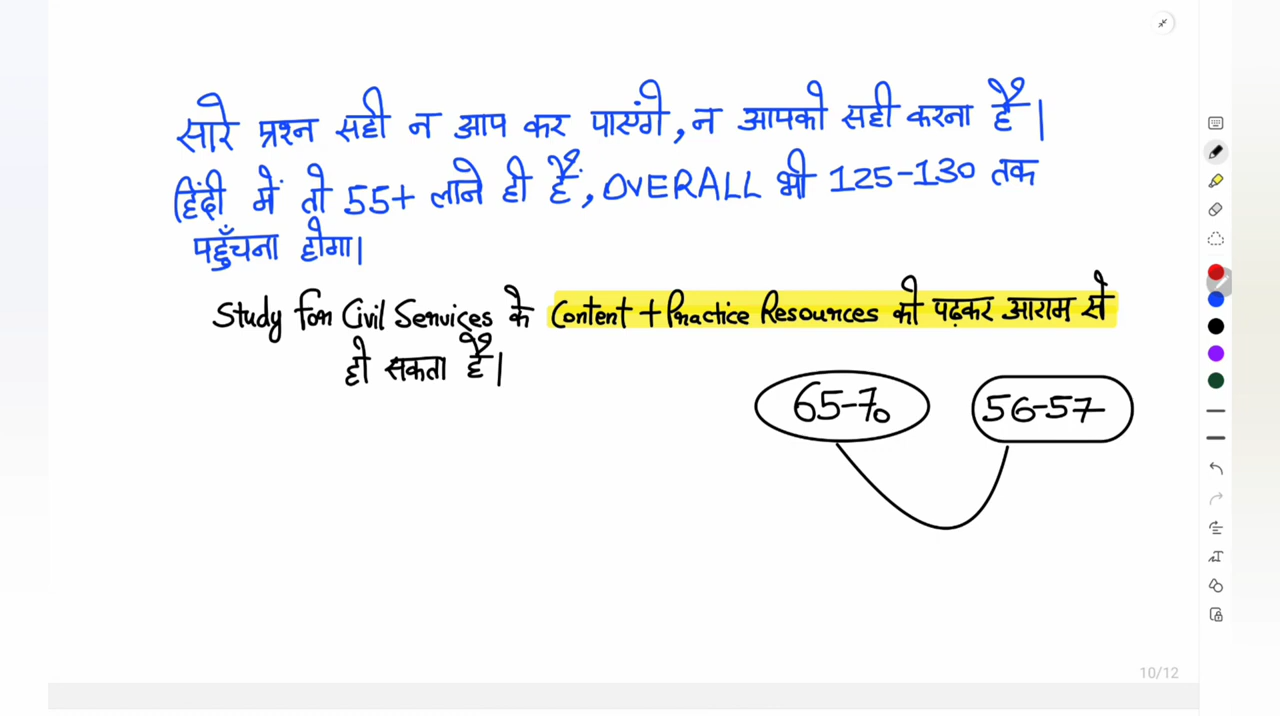 सारे प्रश्न सही न आप कर पाएंगे, न आपको सही करना है।
हिंदी में तो 55+ लाने ही हैं, OVERALL भी 125-130 तक
पहुँचना होगा।
Study for Civil Services के Content + Practice Resources को पढ़कर आराम से
हो सकता है।
65-70 56-57
10/12